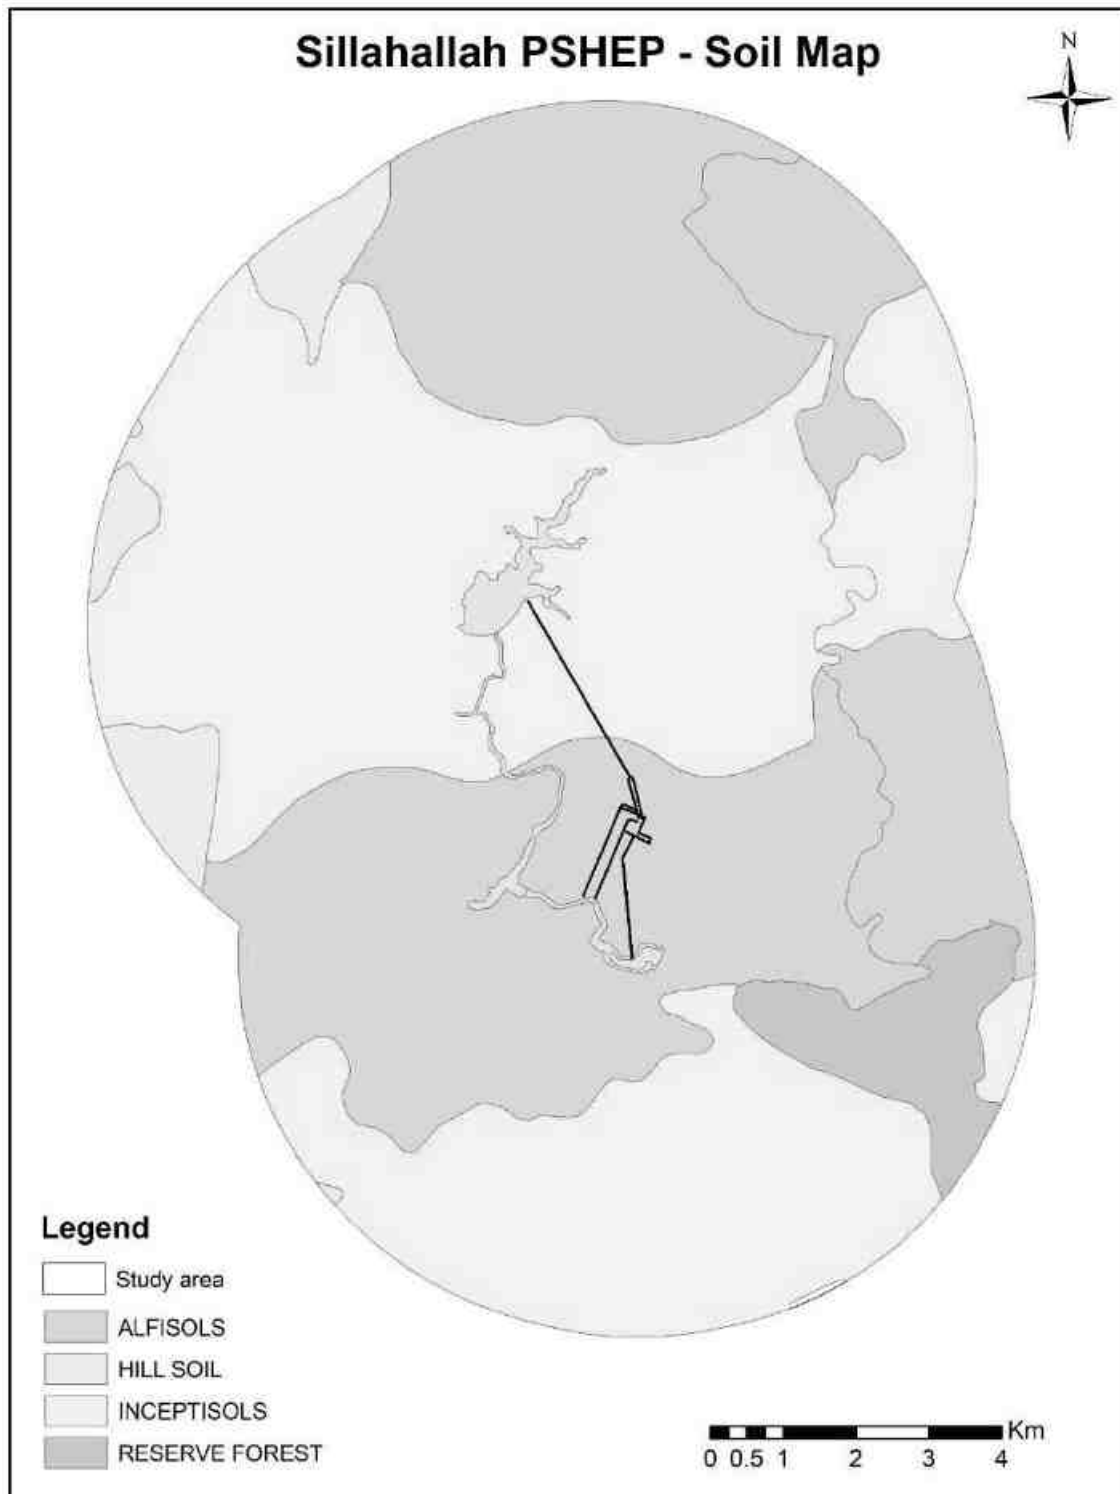 Sillahallah PSHEP - Soil Map
N
Legend
Study area
ALFISOLS
HILL SOIL
INCEPTISOLS
RESERVE FOREST
Km
0 0.5 1 2 3 4